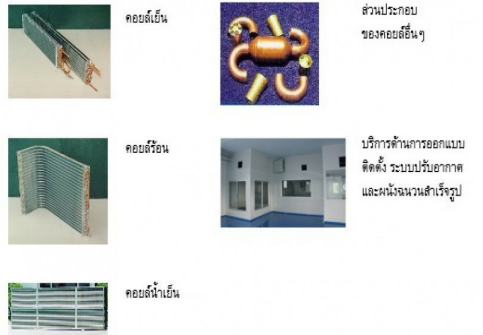 คอยล์เย็น
ส่วนประกอบ
ของคอยล์อื่นๆ
คอยล์ร้อน
บริการด้านการออกแบบ
ติดตั้ง ระบบปรับอากาศ
และผนังฉนวนสำเร็จรูป
คอยล์น้ำเย็น